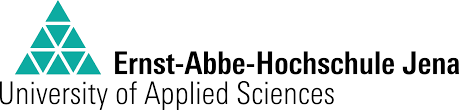 Ernst-Abbe-Hochschule Jena
University of Applied Sciences